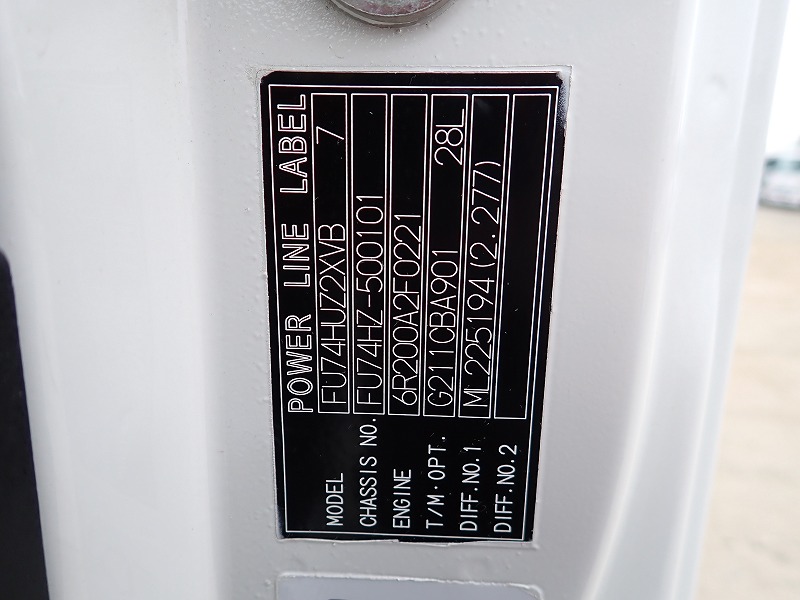 POWER LINE LABEL
MODEL FU74HUZ2XVB 7
CHASSIS NO. FU74HZ-500101
ENGINE 6R200A2F0221
T/M·OPT. G211CBA901 28L
DIFF.NO.1 ML225194(2.277)
DIFF.NO.2